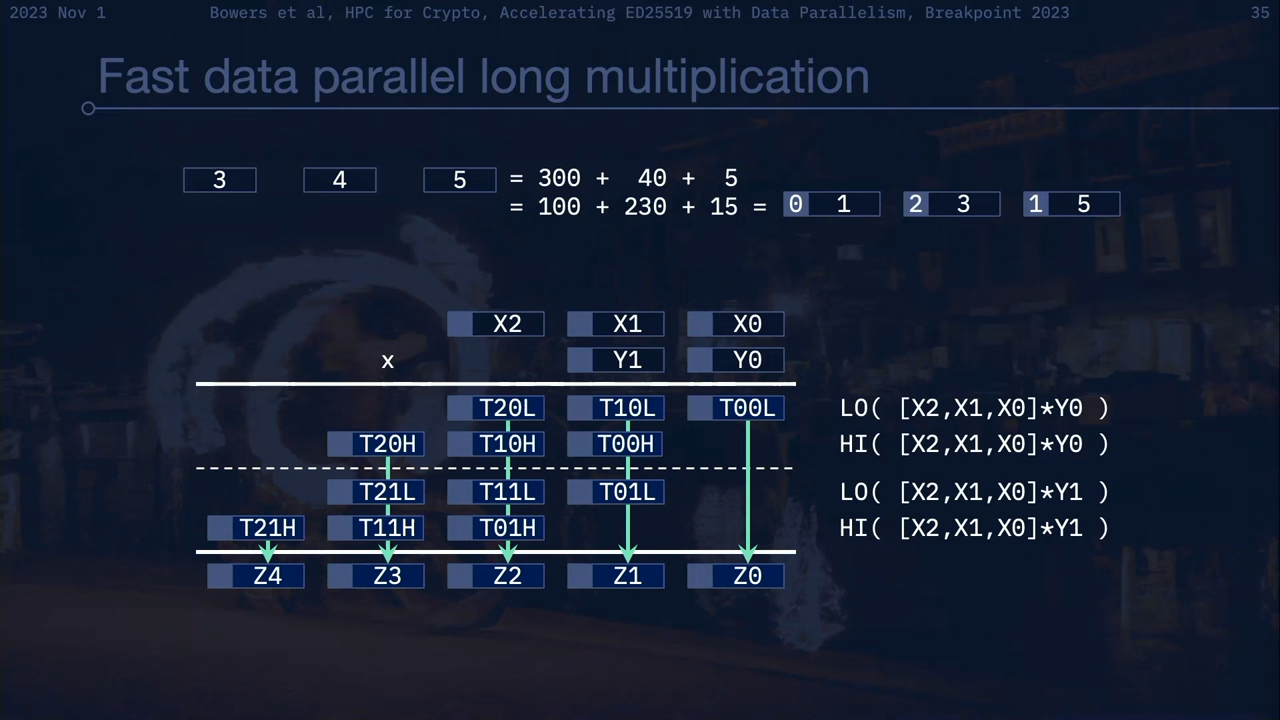 2023 Nov 1 Bowers et al, HPC for Crypto, Accelerating ED25519 with Data Parallelism, Breakpoint 2023 35
Fast data parallel long multiplication
3 4 5 = 300 + 40 + 5
= 100 + 230 + 15 = 0 1 2 3 1 5
X2 X1 X0
x Y1 Y0
T20L T10L T00L LO( [X2,X1,X0]*Y0 )
T20H T10H T00H HI( [X2,X1,X0]*Y0 )
T21L T11L T01L LO( [X2,X1,X0]*Y1 )
T21H T11H T01H HI( [X2,X1,X0]*Y1 )
Z4 Z3 Z2 Z1 Z0